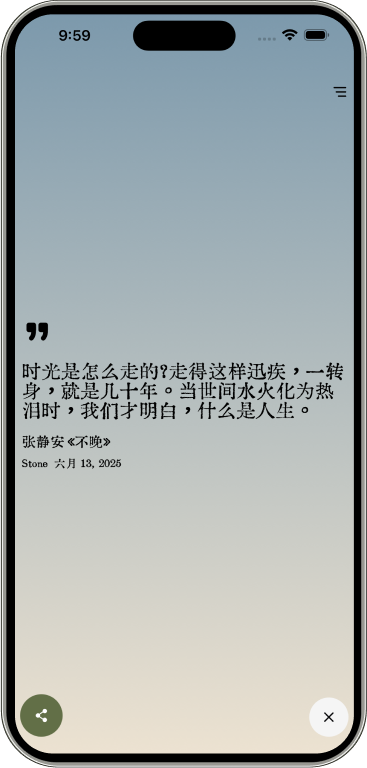 9:59
❞
时光是怎么走的?走得这样迅疾，一转
身，就是几十年。当世间水火化为热
泪时，我们才明白，什么是人生。
张静安《不晚》
Stone 六月 13, 2025